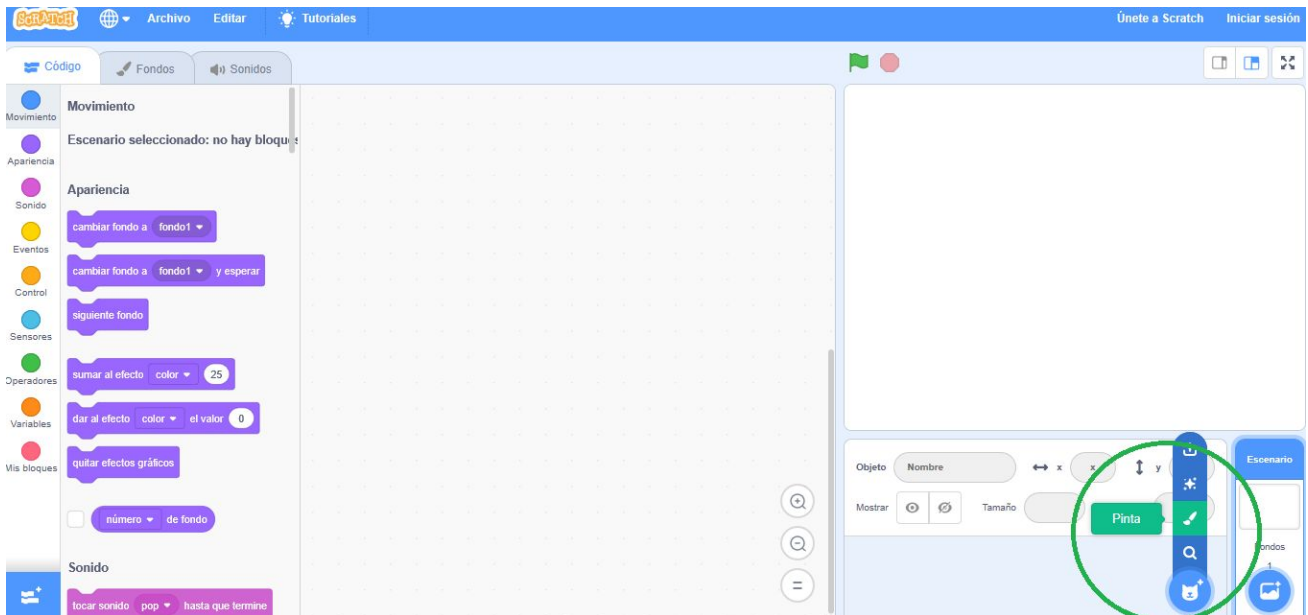 SCRATCH Archivo Editar Tutoriales Únete a Scratch Iniciar sesión
Código Fondos Sonidos
Movimiento
Apariencia
Sonido
Eventos
Control
Sensores
Operadores
Variables
Mis bloques
Movimiento
Escenario seleccionado: no hay bloques
Apariencia
cambiar fondo a fondo1
cambiar fondo a fondo1 y esperar
siguiente fondo
sumar al efecto color 25
dar al efecto color el valor 0
quitar efectos gráficos
número de fondo
Sonido
tocar sonido pop hasta que termine
Objeto Nombre x x y
Mostrar Tamaño
Pinta
Escenario
Fondos
1